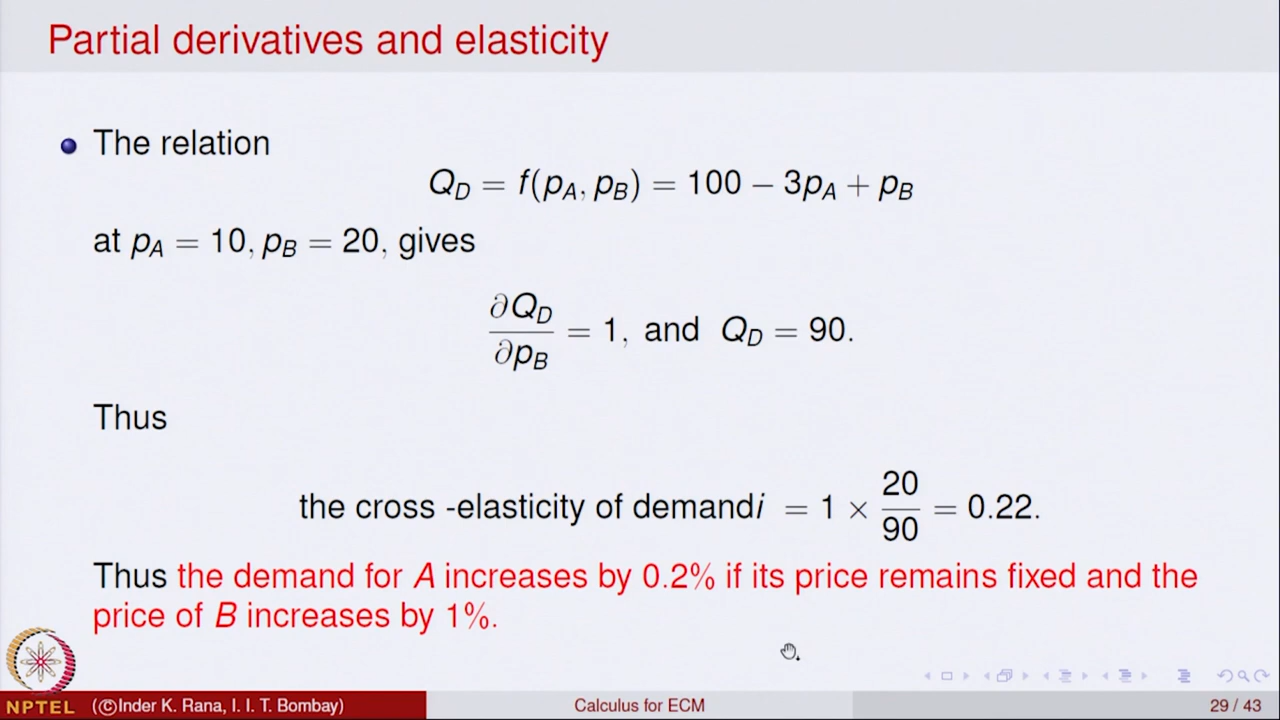 Partial derivatives and elasticity
The relation
Q_D = f(p_A, p_B) = 100 − 3p_A + p_B
at p_A = 10, p_B = 20, gives
∂Q_D/∂p_B = 1, and Q_D = 90.
Thus
the cross -elasticity of demandi = 1 × 20/90 = 0.22.
Thus the demand for A increases by 0.2% if its price remains fixed and the
price of B increases by 1%.
NPTEL (©Inder K. Rana, I. I. T. Bombay) Calculus for ECM 29 / 43